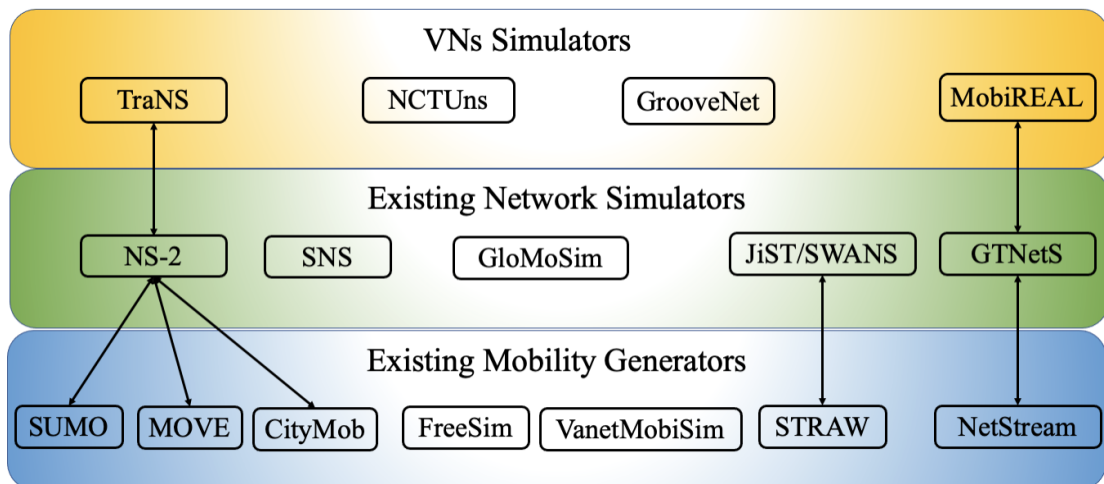 VNs Simulators
TraNS
NCTUns
GrooveNet
MobiREAL
Existing Network Simulators
NS-2
SNS
GloMoSim
JiST/SWANS
GTNetS
Existing Mobility Generators
SUMO
MOVE
CityMob
FreeSim
VanetMobiSim
STRAW
NetStream